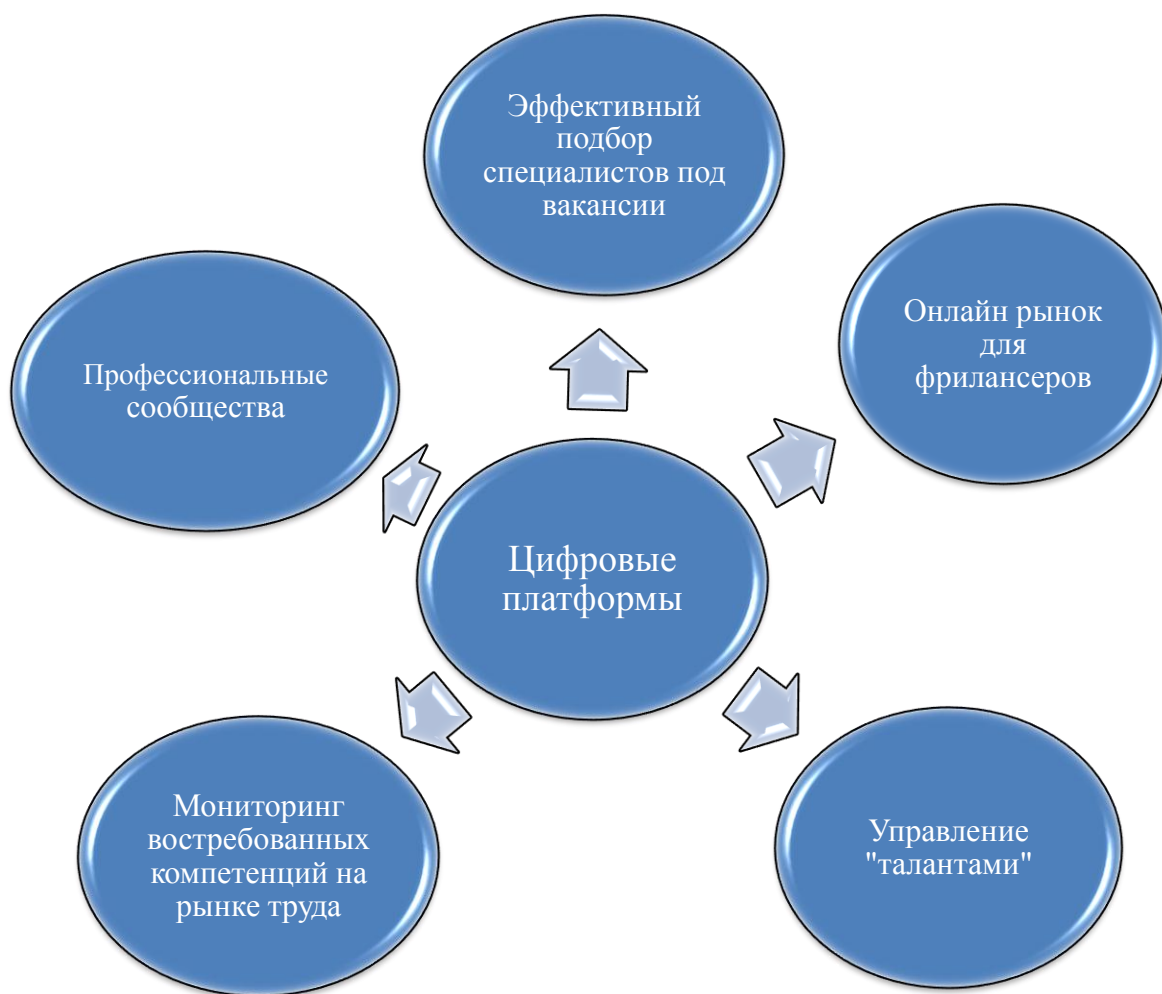 Эффективный
подбор
специалистов под
вакансии
Онлайн рынок
для
фрилансеров
Профессиональные
сообщества
Цифровые
платформы
Мониторинг
востребованных
компетенций на
рынке труда
Управление
"талантами"